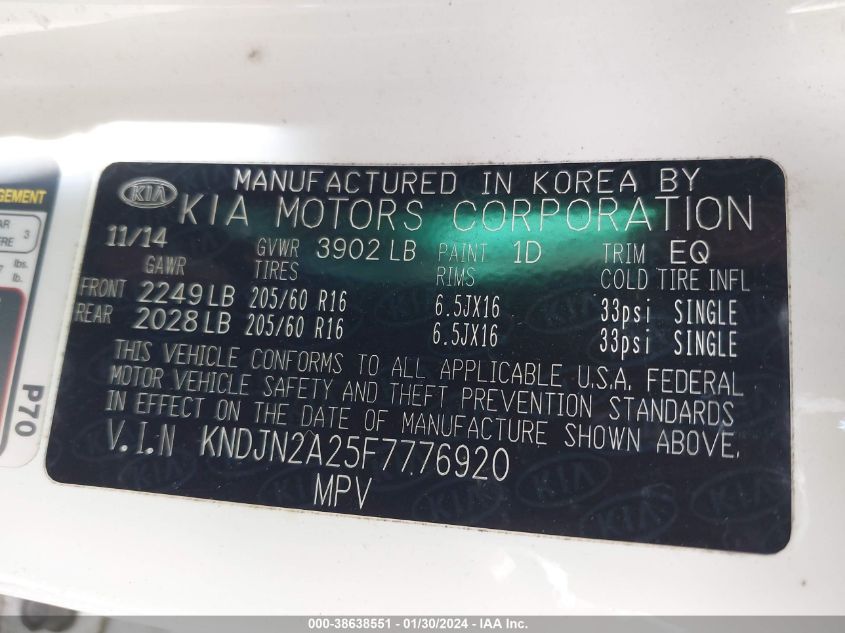 KIA
MANUFACTURED IN KOREA BY
KIA MOTORS CORPORATION
11/14 GVWR 3902 LB PAINT 1D TRIM EQ
GAWR TIRES RIMS COLD TIRE INFL
FRONT 2249 LB 205/60 R16 6.5JX16 33psi SINGLE
REAR 2028 LB 205/60 R16 6.5JX16 33psi SINGLE
THIS VEHICLE CONFORMS TO ALL APPLICABLE U.S.A. FEDERAL
MOTOR VEHICLE SAFETY AND THEFT PREVENTION STANDARDS
IN EFFECT ON THE DATE OF MANUFACTURE SHOWN ABOVE.
V.I.N KNDJN2A25F7776920
MPV
3
lbs.
lb.
P70
000-38638551 - 01/30/2024 - IAA Inc.